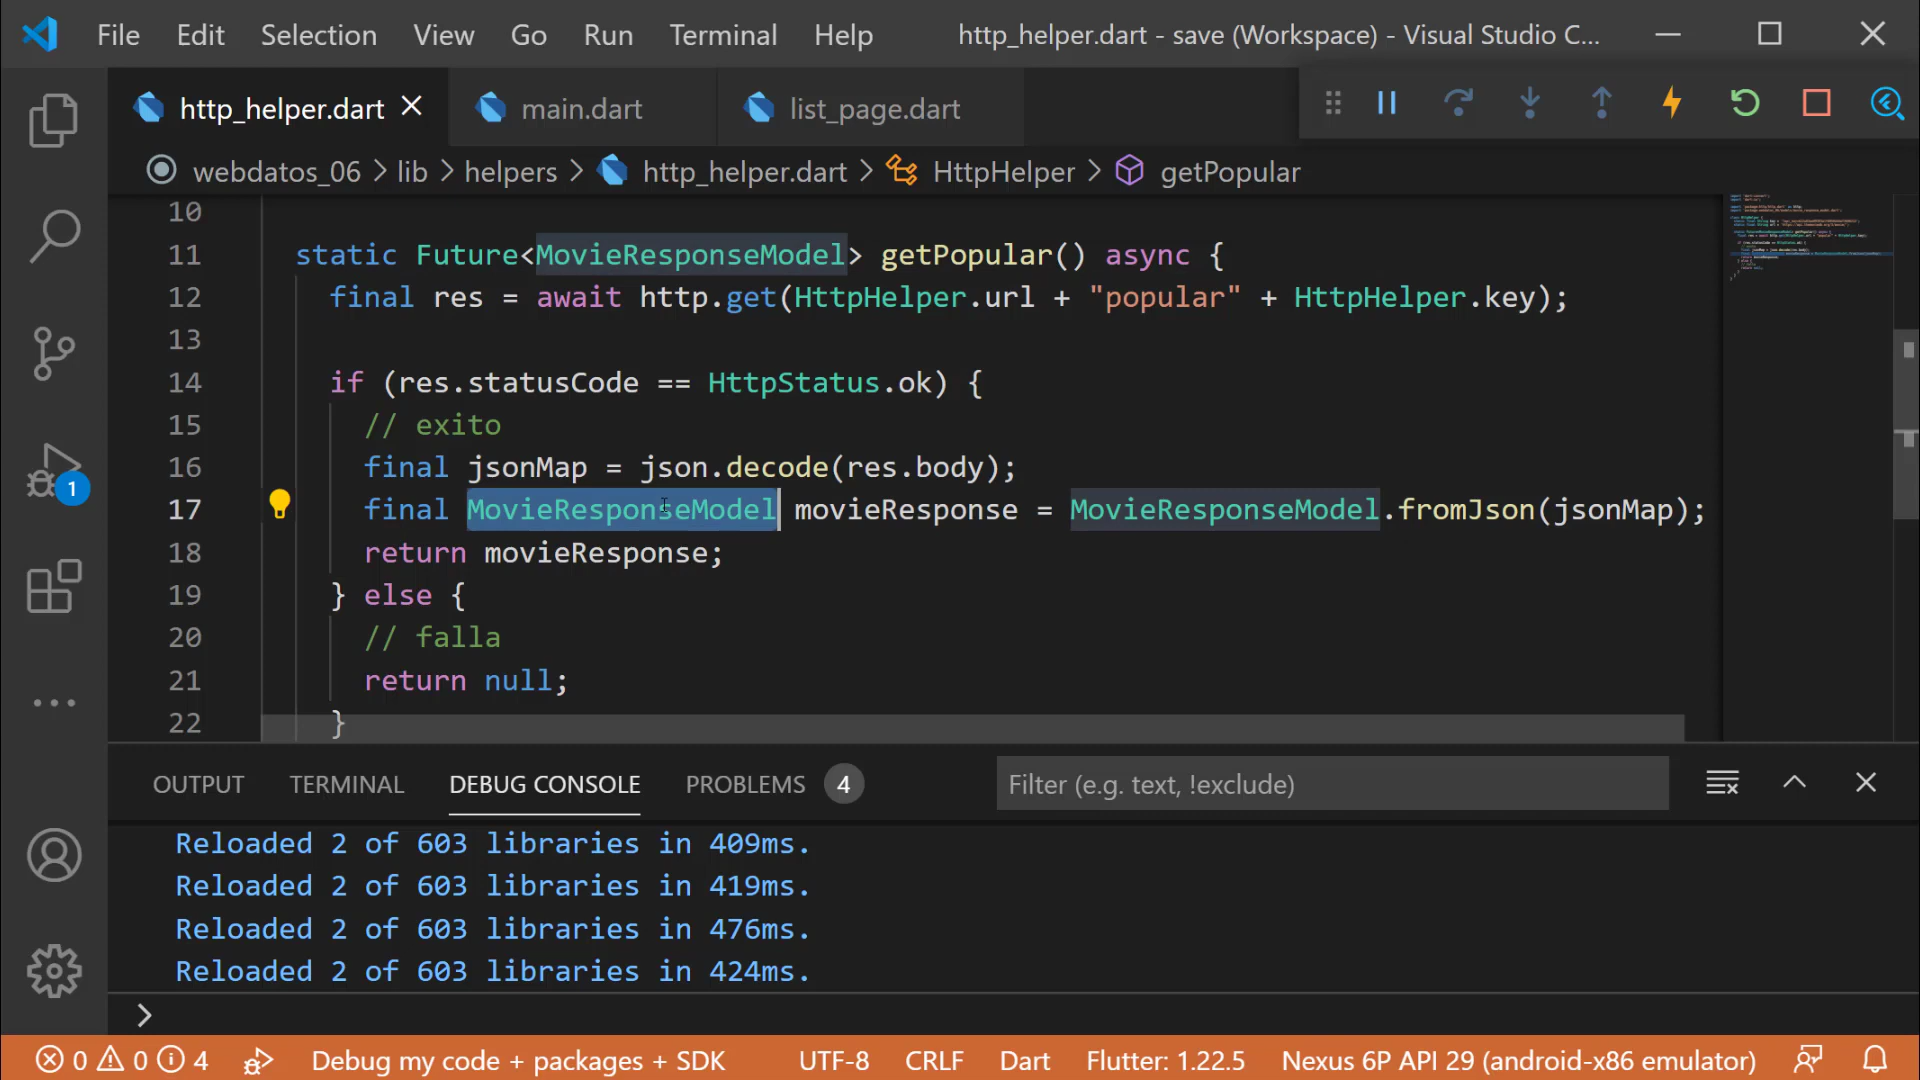 File Edit Selection View Go Run Terminal Help http_helper.dart - save (Workspace) - Visual Studio C...
http_helper.dart main.dart list_page.dart
webdatos_06 > lib > helpers > http_helper.dart > HttpHelper > getPopular
10
11 static Future<MovieResponseModel> getPopular() async {
12 final res = await http.get(HttpHelper.url + "popular" + HttpHelper.key);
13
14 if (res.statusCode == HttpStatus.ok) {
15 // exito
16 final jsonMap = json.decode(res.body);
17 final MovieResponseModel movieResponse = MovieResponseModel.fromJson(jsonMap);
18 return movieResponse;
19 } else {
20 // falla
21 return null;
22 }
1
OUTPUT TERMINAL DEBUG CONSOLE PROBLEMS 4 Filter (e.g. text, !exclude)
Reloaded 2 of 603 libraries in 409ms.
Reloaded 2 of 603 libraries in 419ms.
Reloaded 2 of 603 libraries in 476ms.
Reloaded 2 of 603 libraries in 424ms.
0 0 4 Debug my code + packages + SDK UTF-8 CRLF Dart Flutter: 1.22.5 Nexus 6P API 29 (android-x86 emulator)